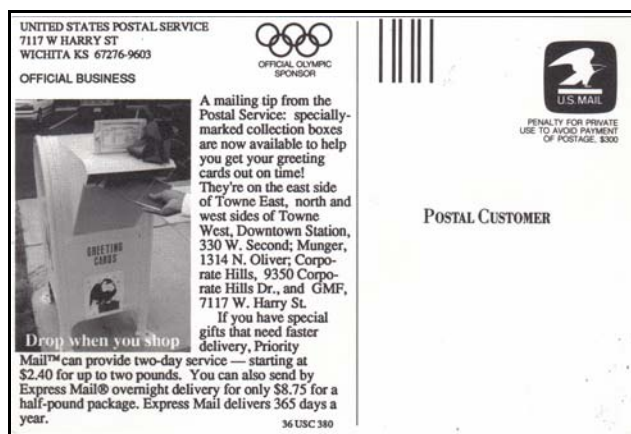 UNITED STATES POSTAL SERVICE
7117 W HARRY ST
WICHITA KS 67276-9603
OFFICIAL BUSINESS
OFFICIAL OLYMPIC
SPONSOR
A mailing tip from the
Postal Service: specially-
marked collection boxes
are now available to help
you get your greeting
cards out on time!
They're on the east side
of Towne East, north and
west sides of Towne
West, Downtown Station,
330 W. Second; Munger,
1314 N. Oliver; Corpo-
rate Hills, 9350 Corpo-
rate Hills Dr., and GMF,
7117 W. Harry St.
If you have special
gifts that need faster
delivery, Priority
Mail™ can provide two-day service — starting at
$2.40 for up to two pounds. You can also send by
Express Mail® overnight delivery for only $8.75 for a
half-pound package. Express Mail delivers 365 days a
year.
36 USC 380
GREETING
CARDS
Drop when you shop
U.S. MAIL
PENALTY FOR PRIVATE
USE TO AVOID PAYMENT
OF POSTAGE, $300
POSTAL CUSTOMER